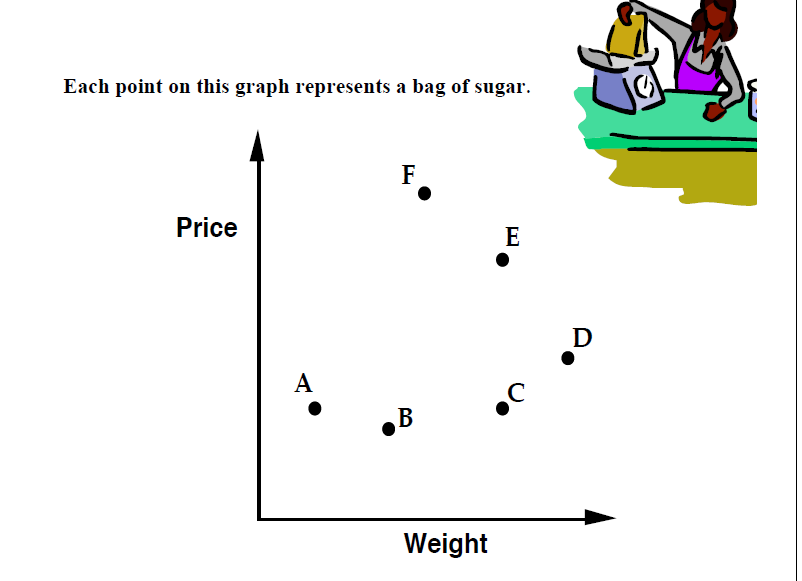 Each point on this graph represents a bag of sugar.
F
Price
E
D
A
C
B
Weight